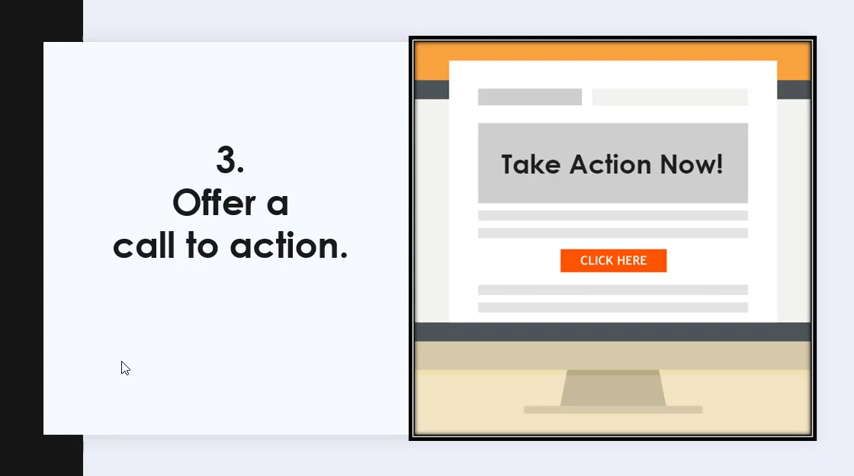 3.
Offer a
call to action.
Take Action Now!
CLICK HERE